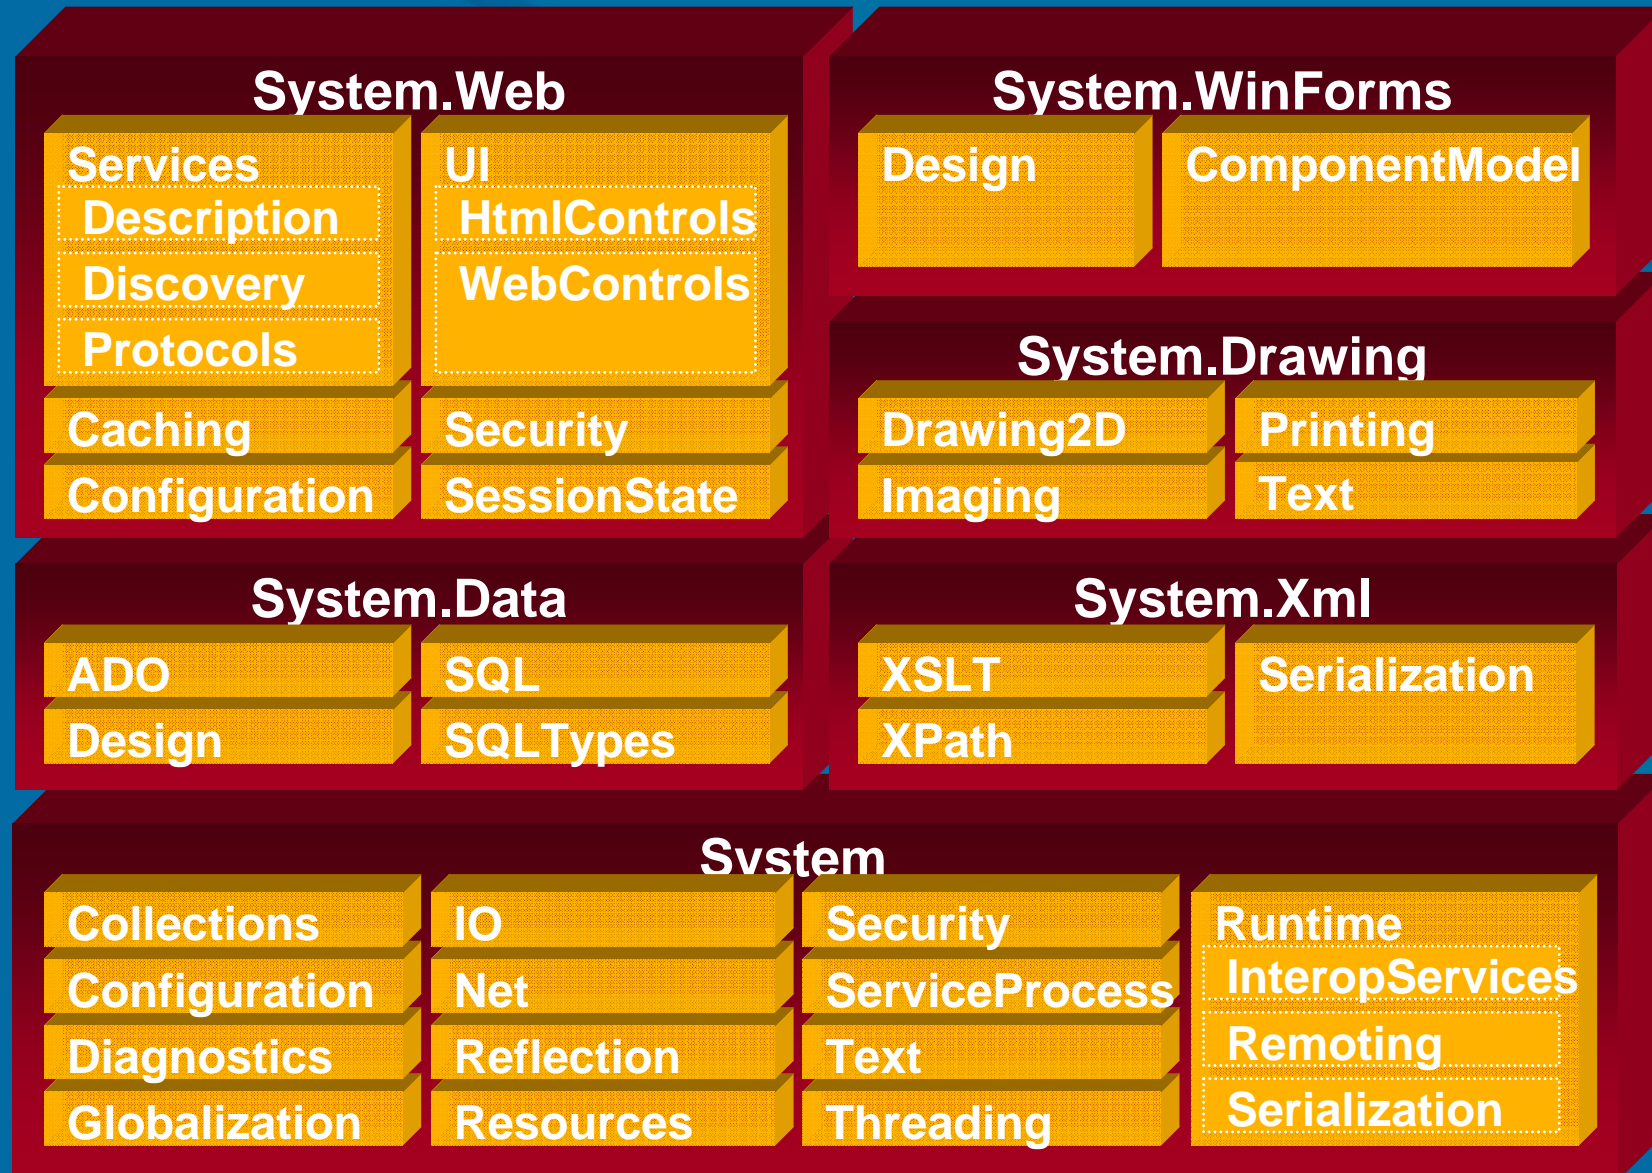 System.Web
Services
Description
Discovery
Protocols
Caching
Configuration
UI
HtmlControls
WebControls
Security
SessionState
System.WinForms
Design
ComponentModel
System.Drawing
Drawing2D
Imaging
Printing
Text
System.Data
ADO
Design
SQL
SQLTypes
System.Xml
XSLT
XPath
Serialization
System
Collections
Configuration
Diagnostics
Globalization
IO
Net
Reflection
Resources
Security
ServiceProcess
Text
Threading
Runtime
InteropServices
Remoting
Serialization